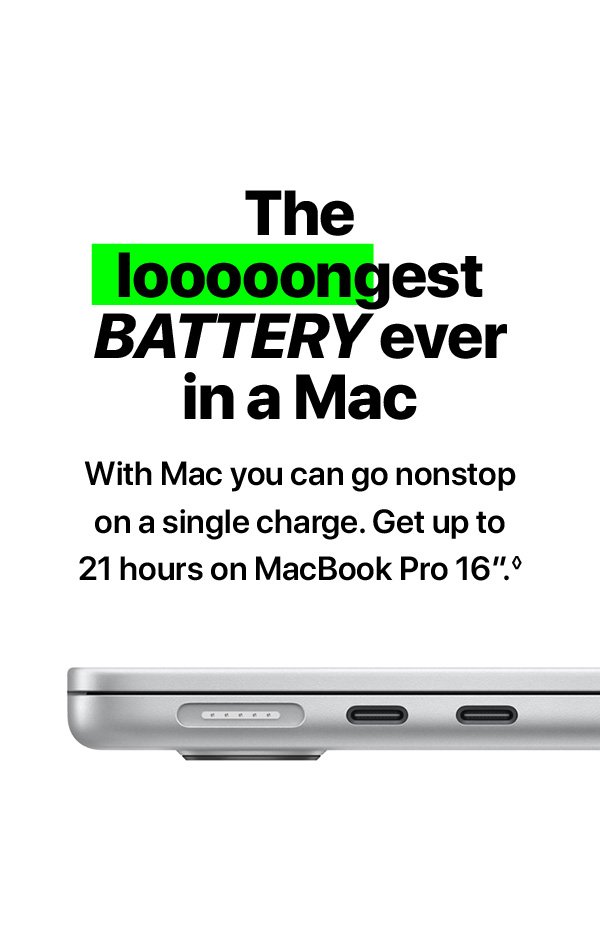 The
looooongest
BATTERY ever
in a Mac
With Mac you can go nonstop
on a single charge. Get up to
21 hours on MacBook Pro 16”.◊